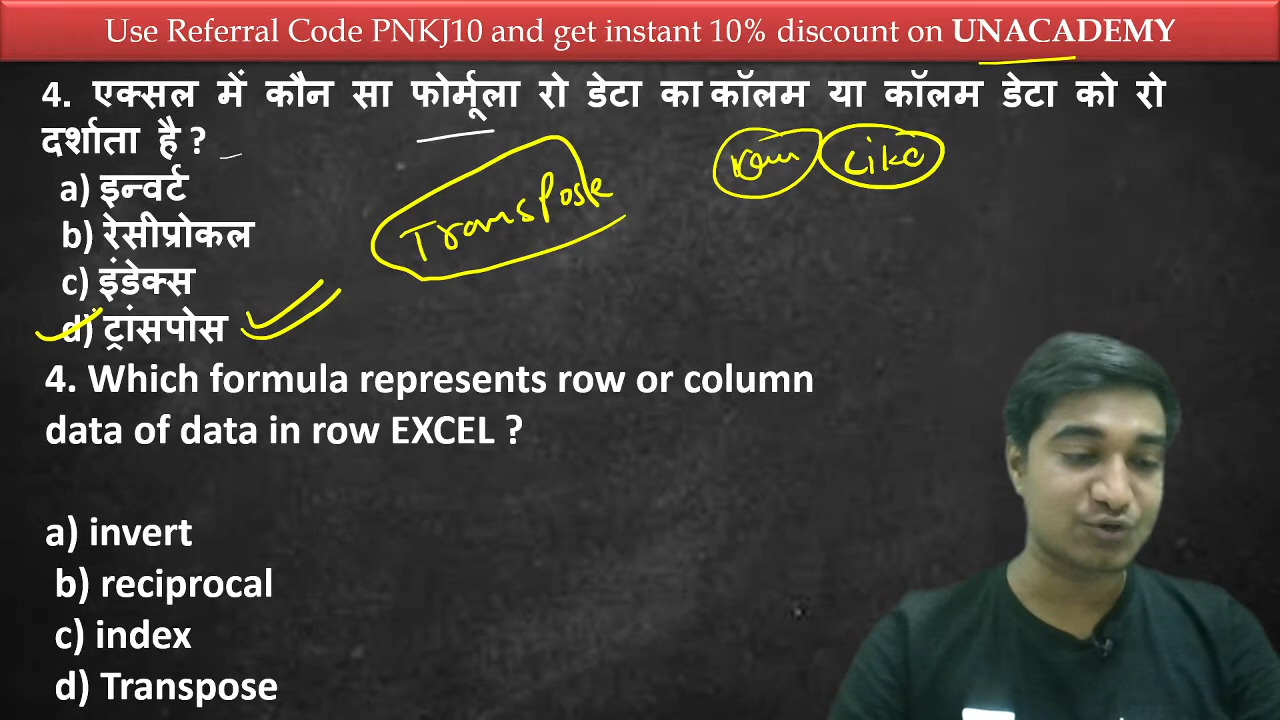 Use Referral Code PNKJ10 and get instant 10% discount on UNACADEMY
4. एक्सल में कौन सा फोर्मूला रो डेटा का कॉलम या कॉलम डेटा को रो
दर्शाता है ?
a) इन्वर्ट
b) रेसीप्रोकल
c) इंडेक्स
d) ट्रांसपोस
Transpose
Like
4. Which formula represents row or column
data of data in row EXCEL ?
a) invert
b) reciprocal
c) index
d) Transpose